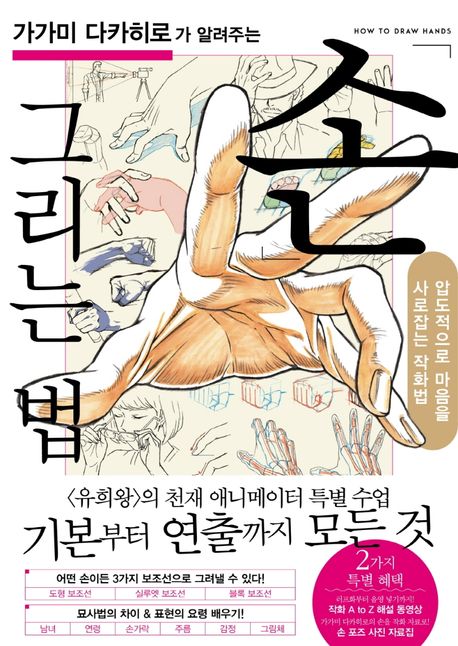 가가미 다카히로가 알려주는
HOW TO DRAW HANDS
손
그리는 법
압도적으로 마음을
사로잡는 작화법
〈유희왕〉의 천재 애니메이터 특별 수업
기본부터 연출까지 모든 것
어떤 손이든 3가지 보조선으로 그려낼 수 있다!
도형 보조선 실루엣 보조선 블록 보조선
묘사법의 차이 & 표현의 요령 배우기!
남녀 연령 손가락 주름 감정 그림체
2가지
특별 혜택
러프화부터 음영 넣기까지!
작화 A to Z 해설 동영상
가가미 다카히로의 손을 작화 자료로!
손 포즈 사진 자료집